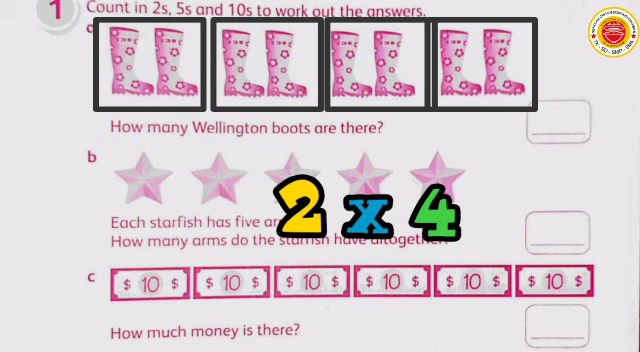 1 Count in 2s, 5s and 10s to work out the answers.
How many Wellington boots are there?
b
Each starfish has five
2 x 4
How many arms do the starfish have altogether
c $ 10 $ $ 10 $ $ 10 $ $ 10 $ $ 10 $ $ 10 $
How much money is there?